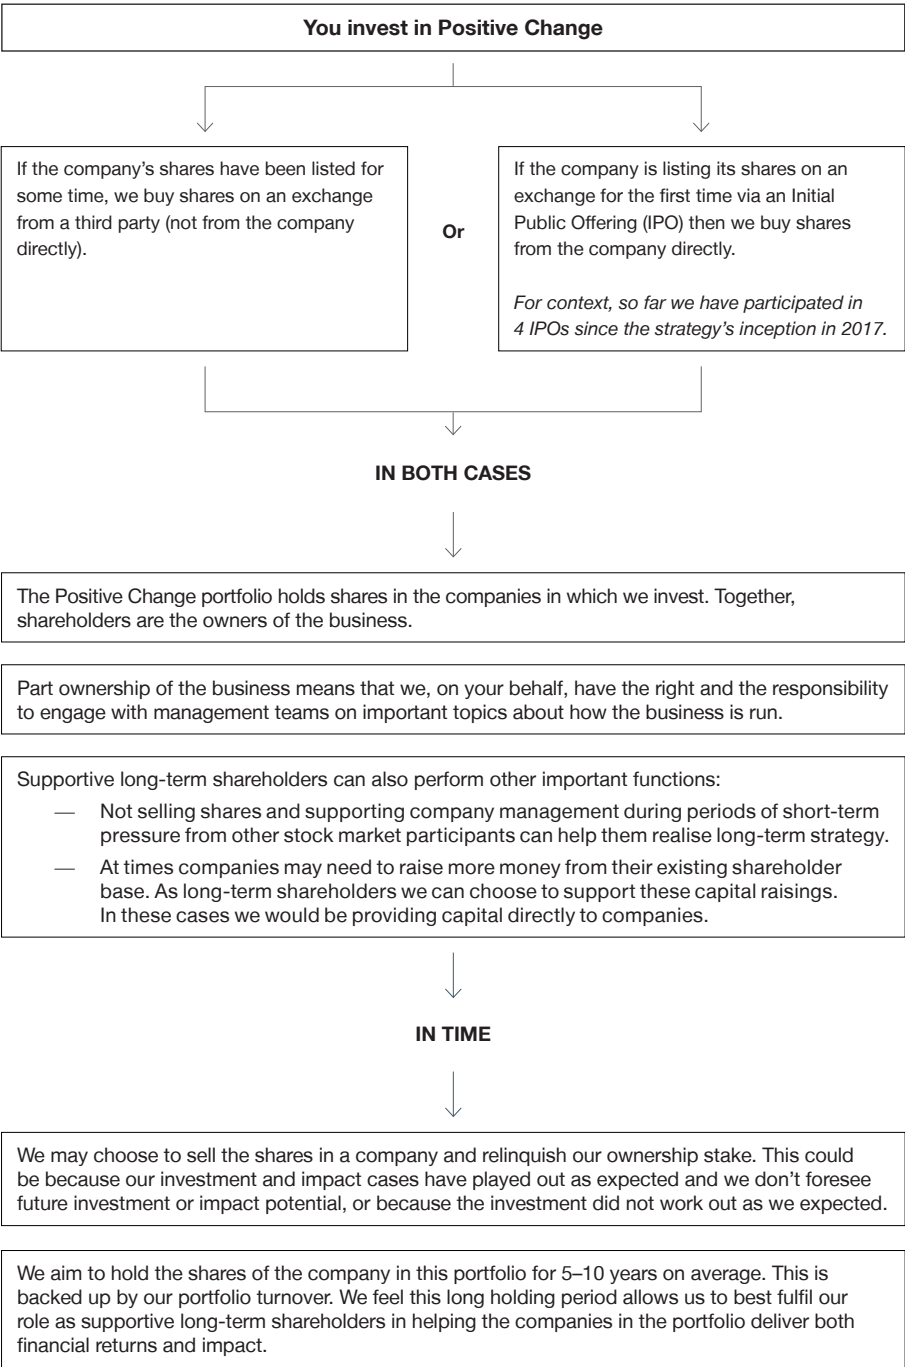 You invest in Positive Change
If the company’s shares have been listed for
some time, we buy shares on an exchange
from a third party (not from the company
directly).
Or
If the company is listing its shares on an
exchange for the first time via an Initial
Public Offering (IPO) then we buy shares
from the company directly.
For context, so far we have participated in
4 IPOs since the strategy’s inception in 2017.
IN BOTH CASES
The Positive Change portfolio holds shares in the companies in which we invest. Together,
shareholders are the owners of the business.
Part ownership of the business means that we, on your behalf, have the right and the responsibility
to engage with management teams on important topics about how the business is run.
Supportive long-term shareholders can also perform other important functions:
— Not selling shares and supporting company management during periods of short-term
pressure from other stock market participants can help them realise long-term strategy.
— At times companies may need to raise more money from their existing shareholder
base. As long-term shareholders we can choose to support these capital raisings.
In these cases we would be providing capital directly to companies.
IN TIME
We may choose to sell the shares in a company and relinquish our ownership stake. This could
be because our investment and impact cases have played out as expected and we don’t foresee
future investment or impact potential, or because the investment did not work out as we expected.
We aim to hold the shares of the company in this portfolio for 5–10 years on average. This is
backed up by our portfolio turnover. We feel this long holding period allows us to best fulfil our
role as supportive long-term shareholders in helping the companies in the portfolio deliver both
financial returns and impact.